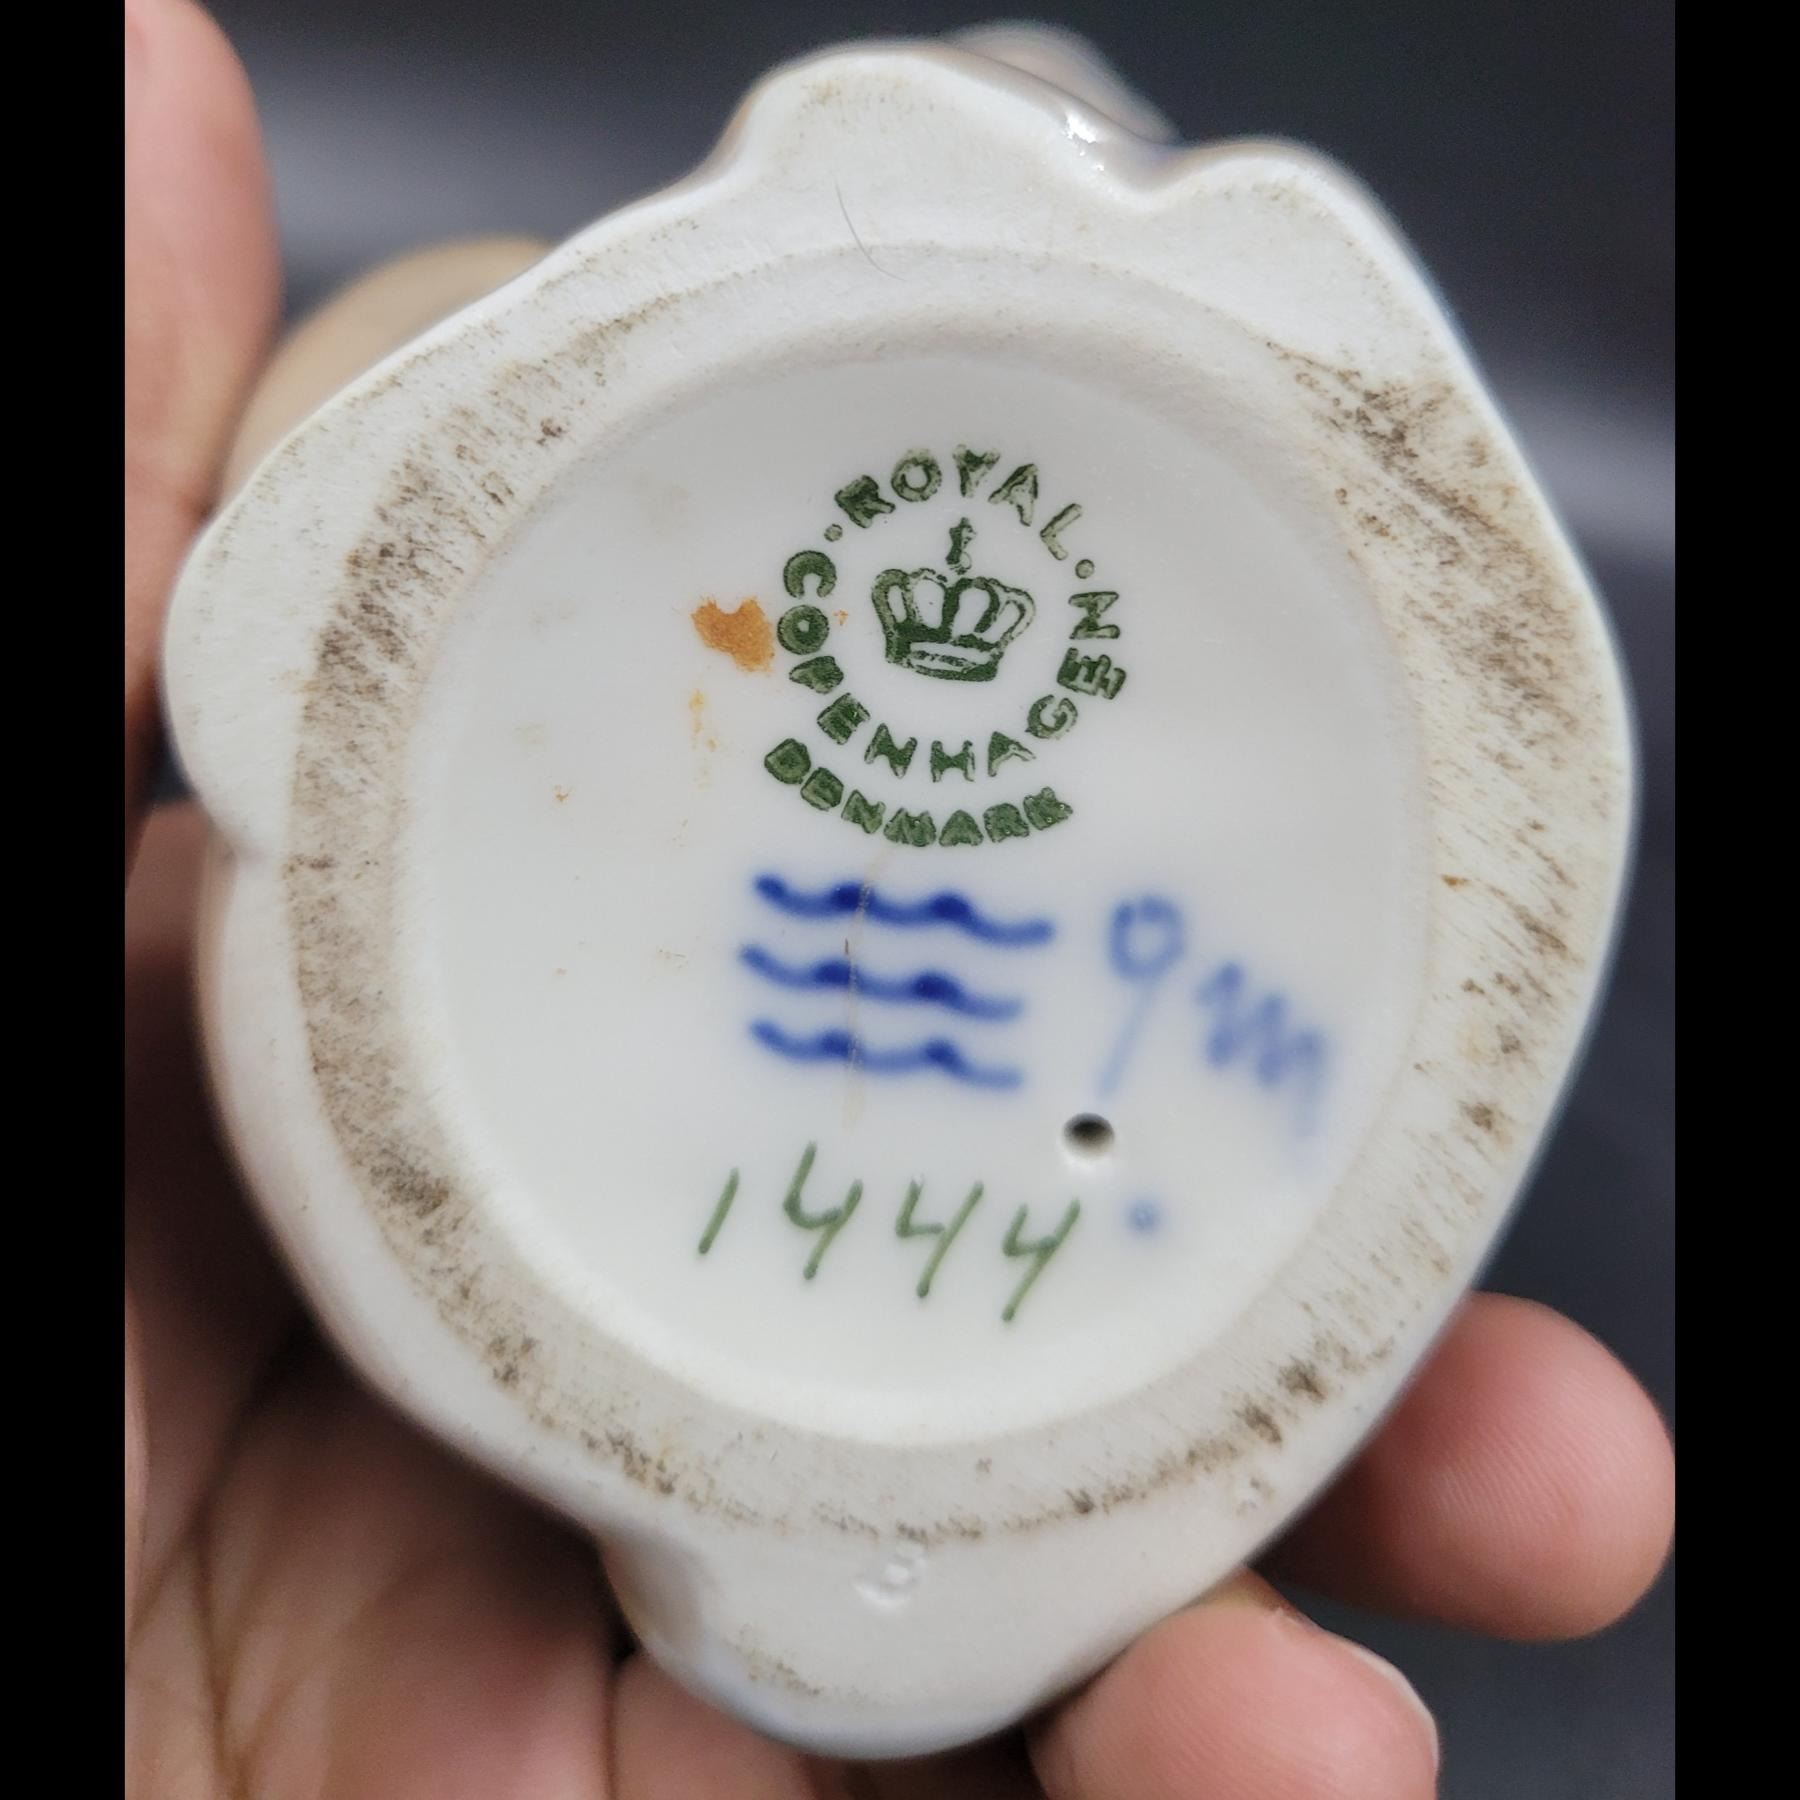 ROYAL.
COPENHAGEN
DENMARK
1444